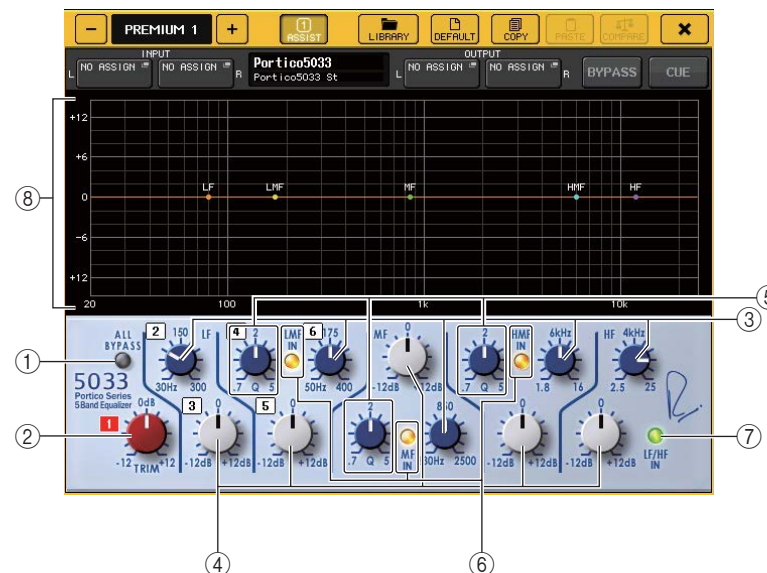 − PREMIUM 1 + 1 ASSIST LIBRARY DEFAULT COPY PASTE COMPARE ×
INPUT OUTPUT
L NO ASSIGN NO ASSIGN R Portico5033 L NO ASSIGN NO ASSIGN R BYPASS CUE
Portico5033 St
+12
+6
8 0 LF LMF MF HMF HF
−6
+12
20 100 1k 10k
5
3
ALL BYPASS 2 150 LF 4 2 LMF IN 6 175 MF 0 2 HMF IN 6kHz HF 4kHz
1
30Hz 300 .7 Q 5 50Hz 400 -12dB +12dB .7 Q 5 1.8 16 2.5 25
5033
Portico Series
5Band Equalizer
0dB 3 0 5 0 2 850 0 0
2 1 7
-12 +12 -12dB +12dB -12dB +12dB .7 Q 5 MF IN 2500 -12dB +12dB -12dB +12dB LF/HF IN
TRIM
4 6